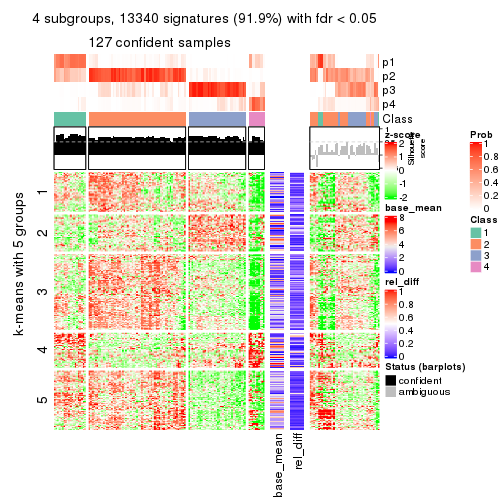 4 subgroups, 13340 signatures (91.9%) with fdr < 0.05
127 confident samples
p1
p2
p3
p4
Class
1
Silhouette
score
z-score
2
1
0
-1
-2
base_mean
8
6
4
2
0
rel_diff
1
0.8
0.6
0.4
0.2
0
Status (barplots)
confident
ambiguous
Prob
1
0.8
0.6
0.4
0.2
0
Class
1
2
3
4
k-means with 5 groups
1
2
3
4
5
base_mean
rel_diff